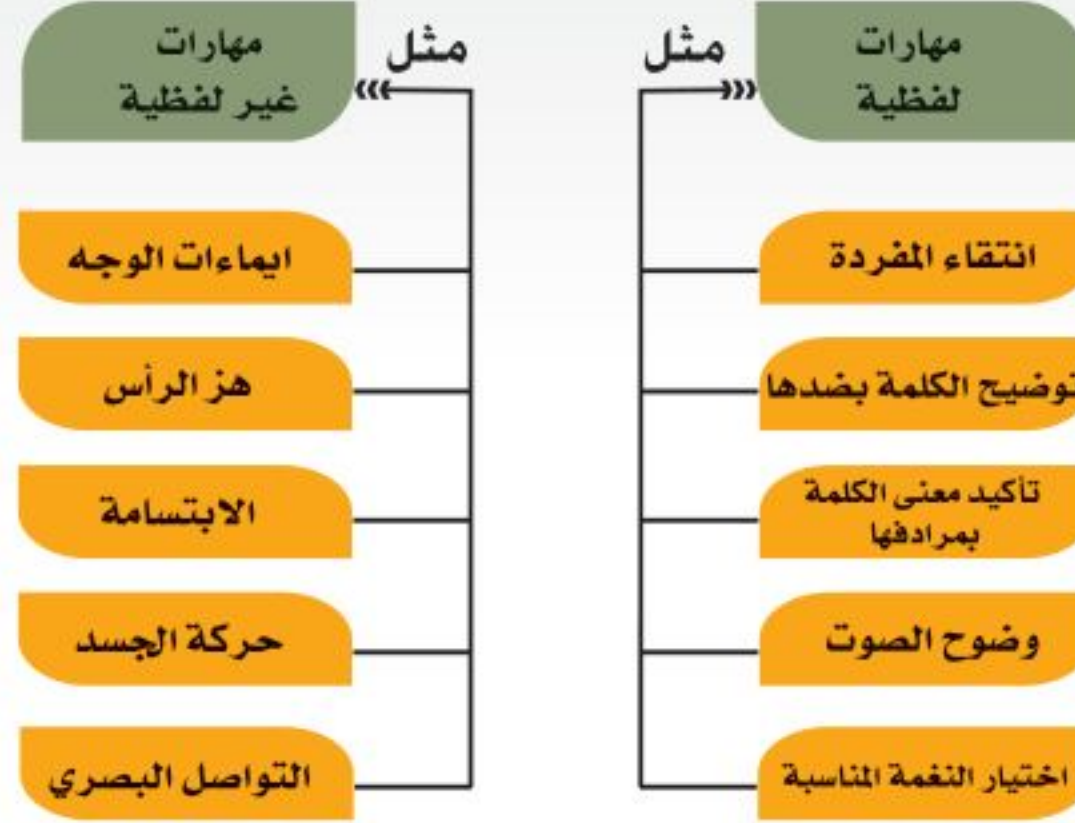 مهارات
لفظية
مثل
انتقاء المفردة
توضيح الكلمة بضدها
تأكيد معنى الكلمة
بمرادفها
وضوح الصوت
اختيار النغمة المناسبة
مهارات
غير لفظية
مثل
ايماءات الوجه
هز الرأس
الابتسامة
حركة الجسد
التواصل البصري